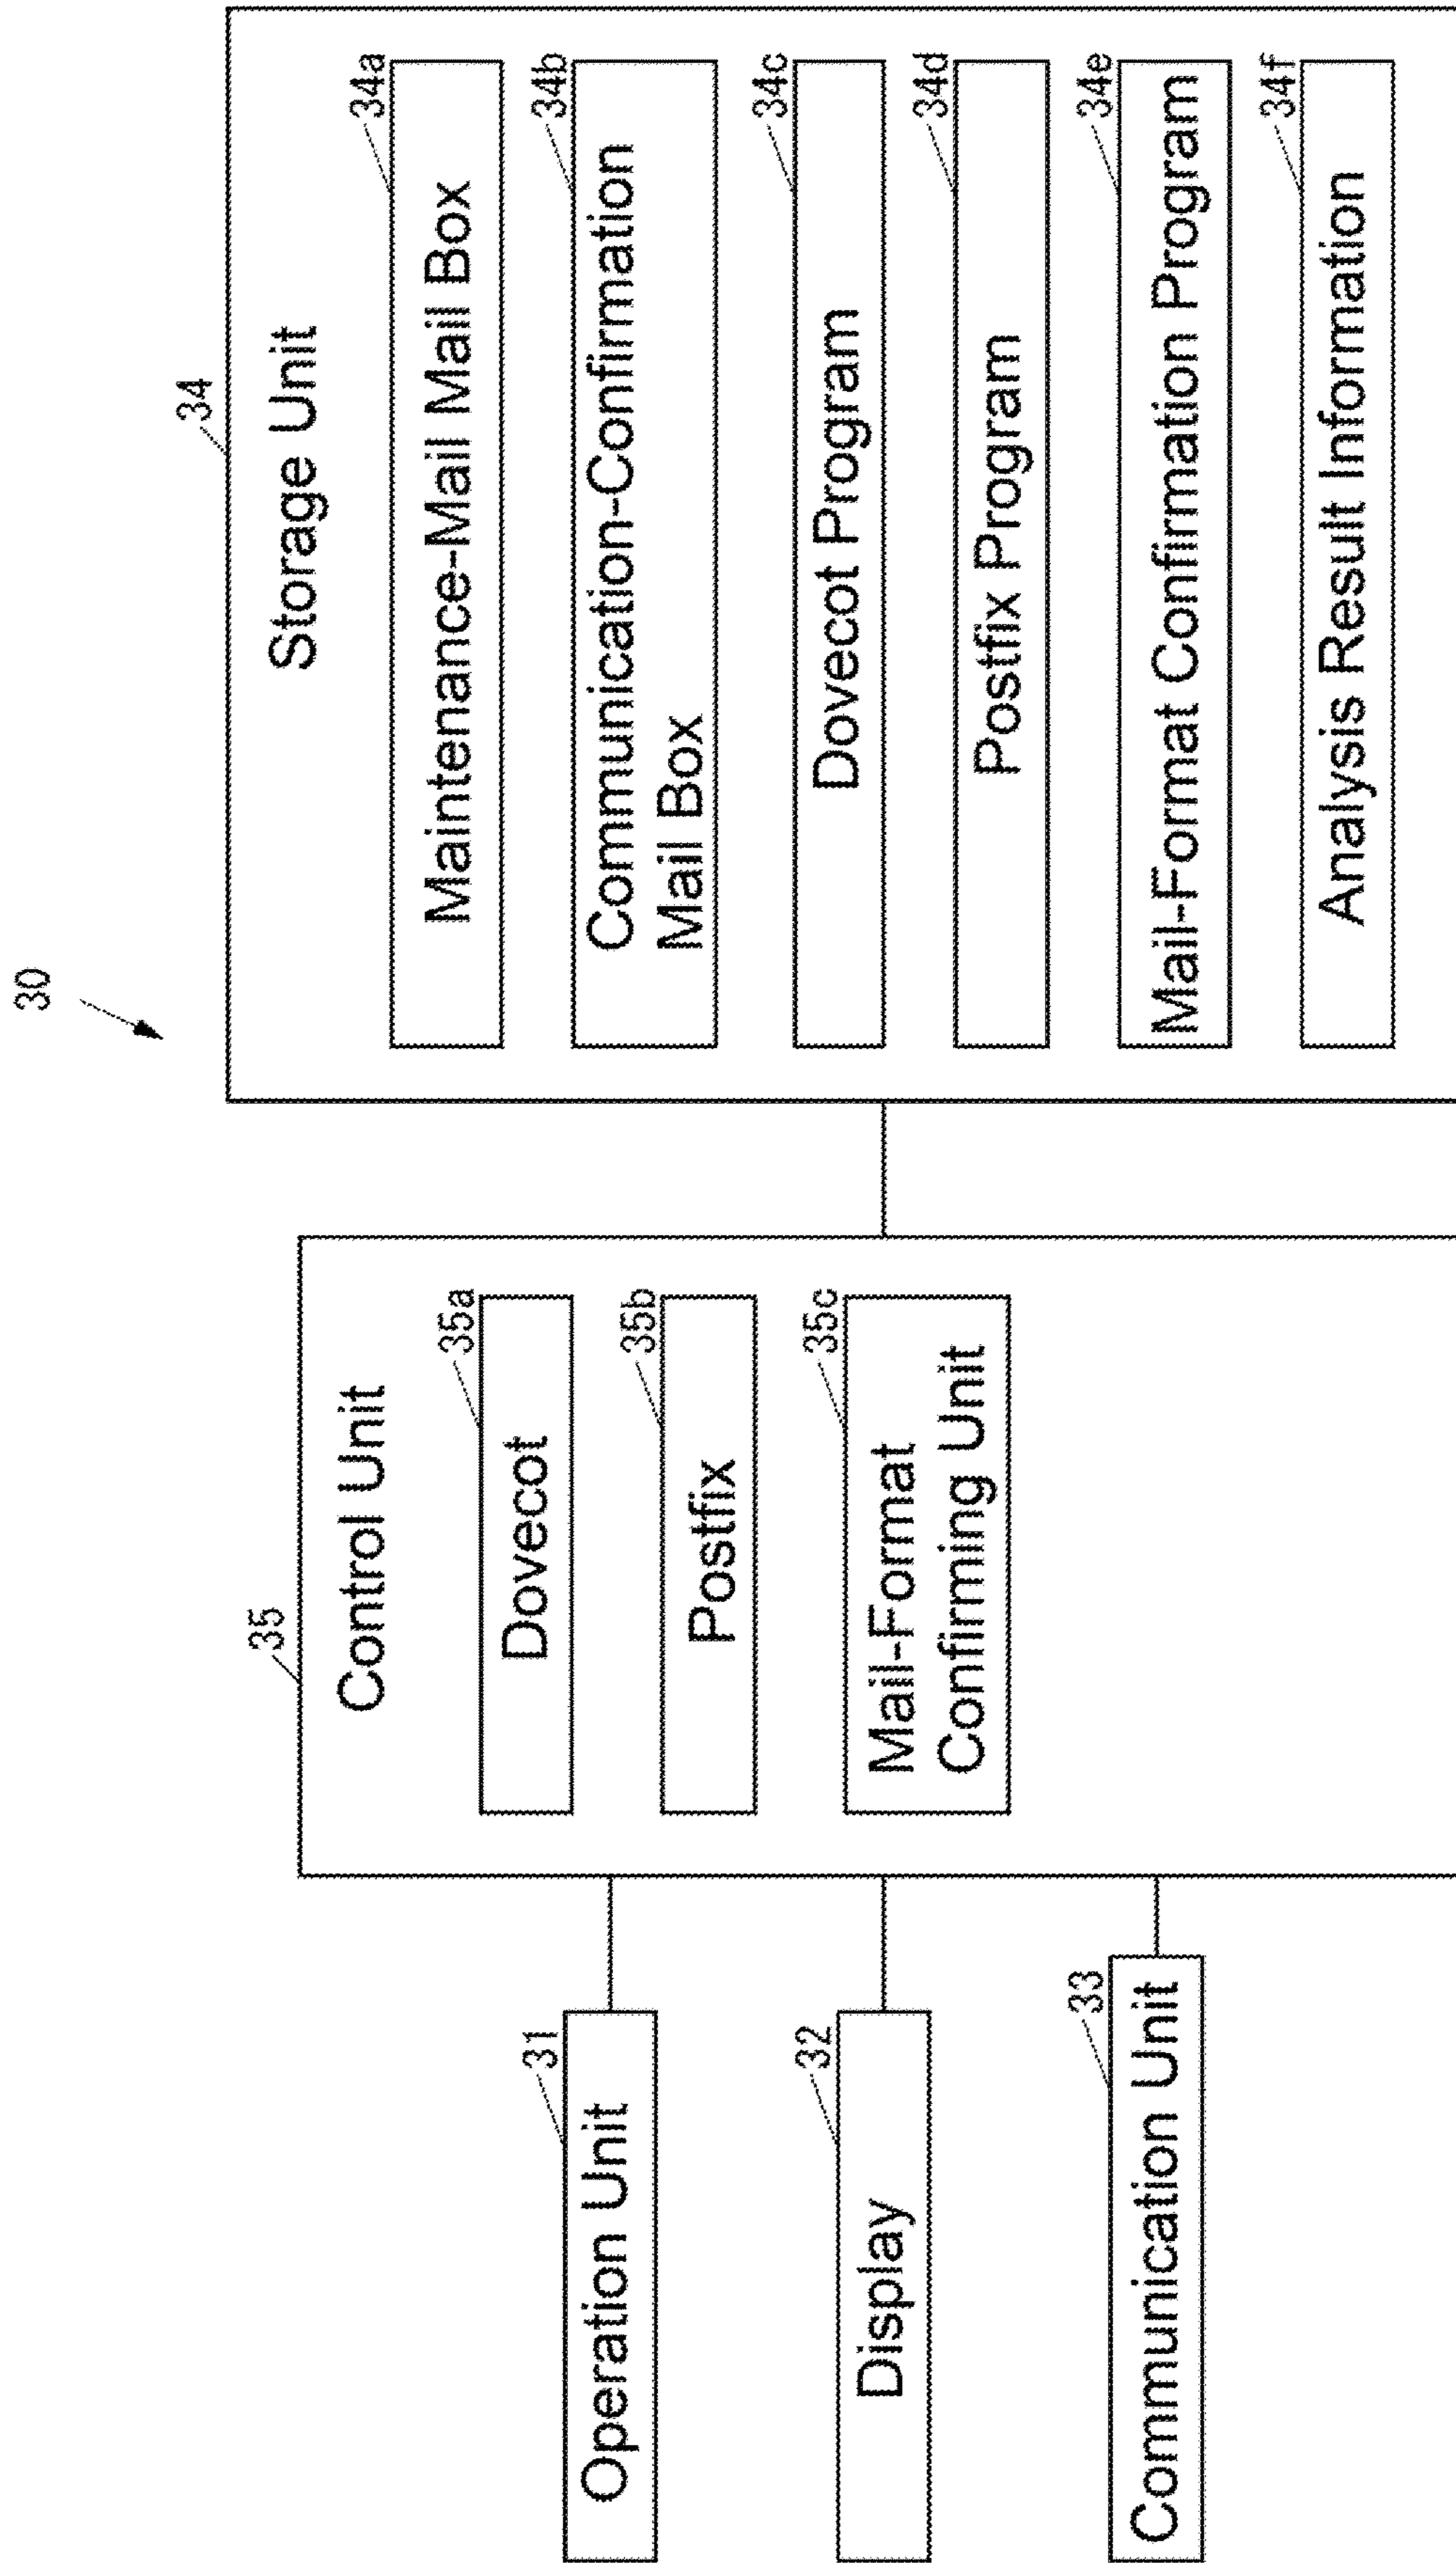 30
31
Operation Unit
32
Display
33
Communication Unit
35
Control Unit
35a
Dovecot
35b
Postfix
35c
Mail-Format
Confirming Unit
34
Storage Unit
34a
Maintenance-Mail Mail Box
34b
Communication-Confirmation
Mail Box
34c
Dovecot Program
34d
Postfix Program
34e
Mail-Format Confirmation Program
34f
Analysis Result Information